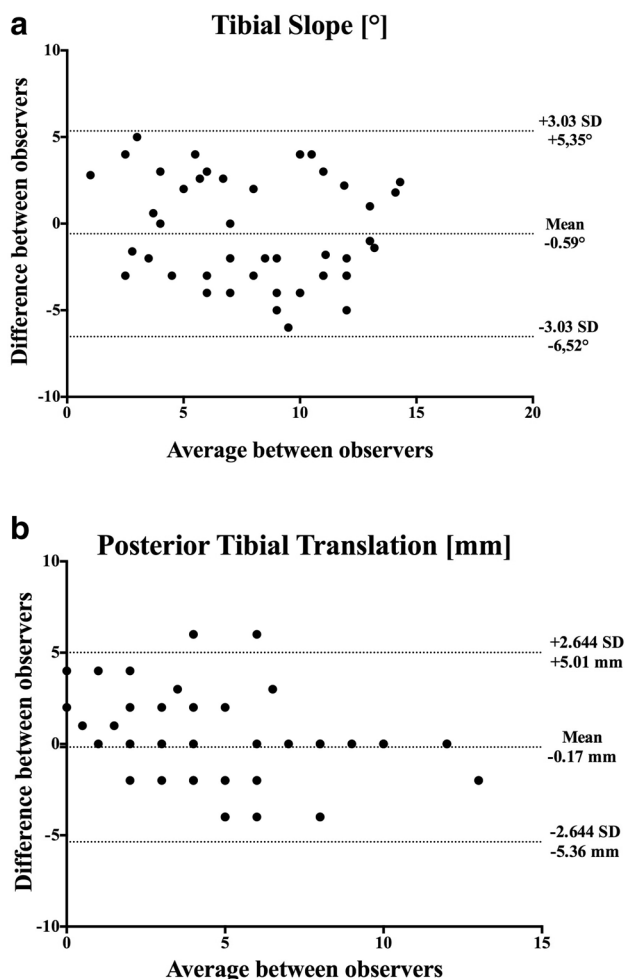 a
Tibial Slope [°]
Difference between observers
10
5
0
-5
-10
+3.03 SD
+5,35°
Mean
-0.59°
-3.03 SD
-6,52°
0
5
10
15
20
Average between observers
b
Posterior Tibial Translation [mm]
Difference between observers
10
5
0
-5
-10
+2.644 SD
+5.01 mm
Mean
-0.17 mm
-2.644 SD
-5.36 mm
0
5
10
15
Average between observers